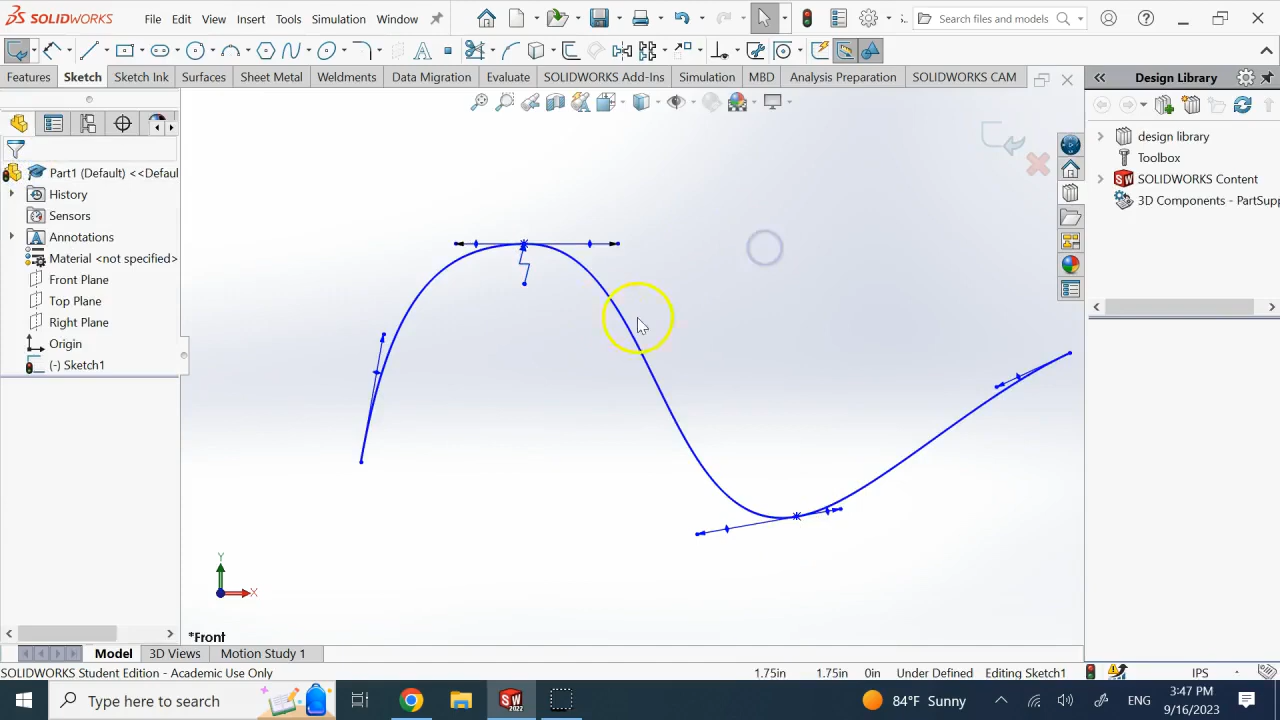 SOLIDWORKS File Edit View Insert Tools Simulation Window Search files and models
Features Sketch Sketch Ink Surfaces Sheet Metal Weldments Data Migration Evaluate SOLIDWORKS Add-Ins Simulation MBD Analysis Preparation SOLIDWORKS CAM
Design Library
Part1 (Default) <<Defaul
History
Sensors
Annotations
Material <not specified>
Front Plane
Top Plane
Right Plane
Origin
(-) Sketch1
design library
Toolbox
SOLIDWORKS Content
3D Components - PartSupp
Y
X
*Front
Model 3D Views Motion Study 1
SOLIDWORKS Student Edition - Academic Use Only 1.75in 1.75in 0in Under Defined Editing Sketch1 IPS
Type here to search
SW
2022
84°F Sunny
ENG
3:47 PM
9/16/2023